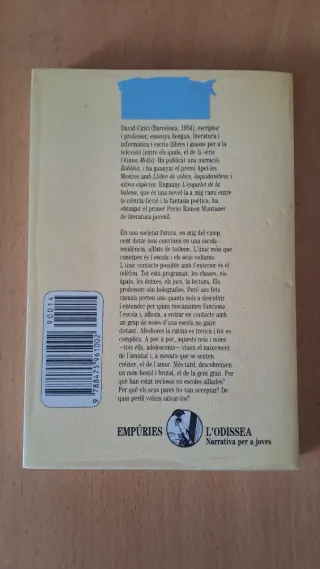 David Cirici (Barcelona, 1954), escriptor
i professor, ensenya llengua, literatura i
informàtica i escriu llibres i guions per a la
televisió (entre els quals, el de la sèrie
). Ha publicat una narració,
Robòtia, i ha guanyat el premi Apel·les
Mestres amb Llibre de vóltics,
altres espècies. Enguany L'esquelet de la
balena, que és una novel·la a mig camí entre
la ciència-ficció i la fantasia poètica, ha
obtingut el primer Premi Ramon Muntaner
de literatura juvenil.
En una societat futura, en mig del camp,
cent dotze nois conviuen en una escola-
residència, aïllats de tothom. L'únic món que
coneixen és l'escola i els seus voltants.
L'únic contacte possible amb l'exterior és el
telèfon. Tot està programat: les classes, els
àpats, les dutxes, els jocs, la lectura. Els
professors són hologràfics. Però uns fets
casuals porten uns quants nois a descobrir
i entendre per quins mecanismes funciona
l'escola i, alhora, a entrar en contacte amb
un grup de noies d'una escola no gaire
distant. Aleshores la rutina es trenca i tot es
complica. A poc a poc, aquests nois i noies
—tots ells, adolescents— viuen el naixement
de l'amistat i, a mesura que se senten
créixer, el de l'amor. Més tard, descobreixen
un món hostil i brutal, el de la gent gran. Per
què han estat reclosos en escoles aïllades?
Per què els seus pares no van acceptar? De
quin perill volien salvar-los?
90014
9 788475 961002
EMPÚRIES
L'ODISSEA
Narrativa per a joves